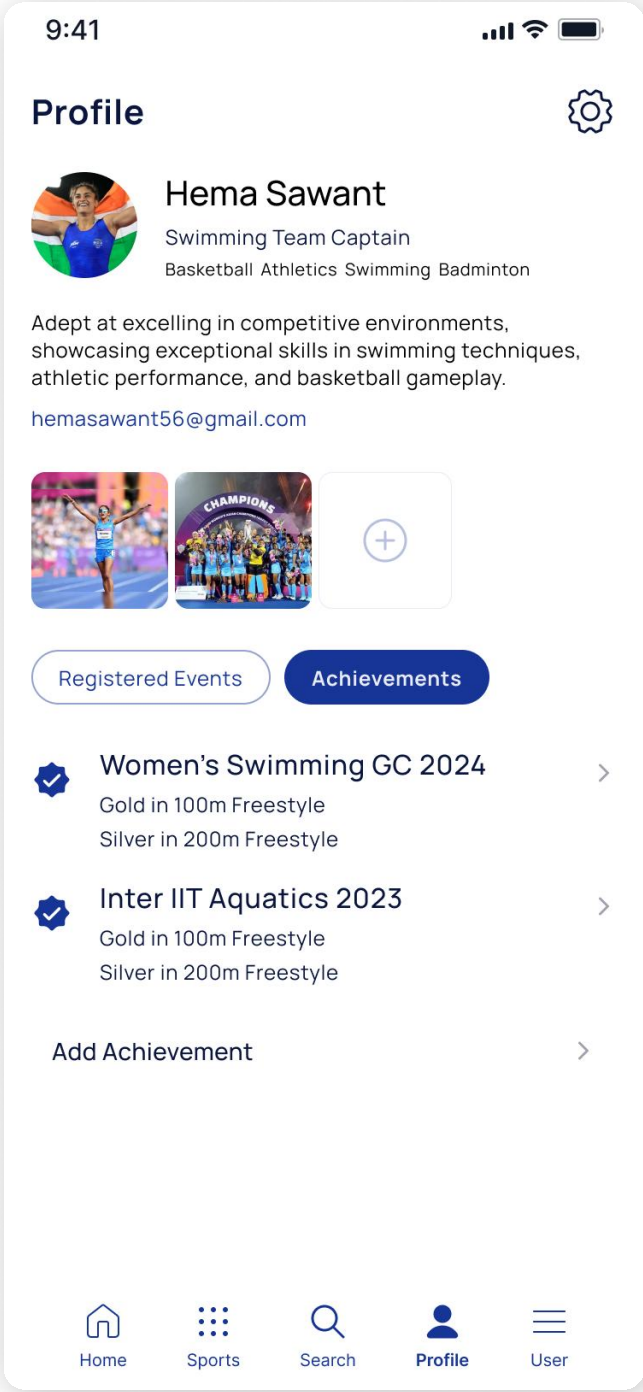 9:41
Profile
Hema Sawant
Swimming Team Captain
Basketball Athletics Swimming Badminton
Adept at excelling in competitive environments,
showcasing exceptional skills in swimming techniques,
athletic performance, and basketball gameplay.
hemasawant56@gmail.com
CHAMPIONS
Registered Events
Achievements
Women’s Swimming GC 2024
Gold in 100m Freestyle
Silver in 200m Freestyle
Inter IIT Aquatics 2023
Gold in 100m Freestyle
Silver in 200m Freestyle
Add Achievement
Home
Sports
Search
Profile
User